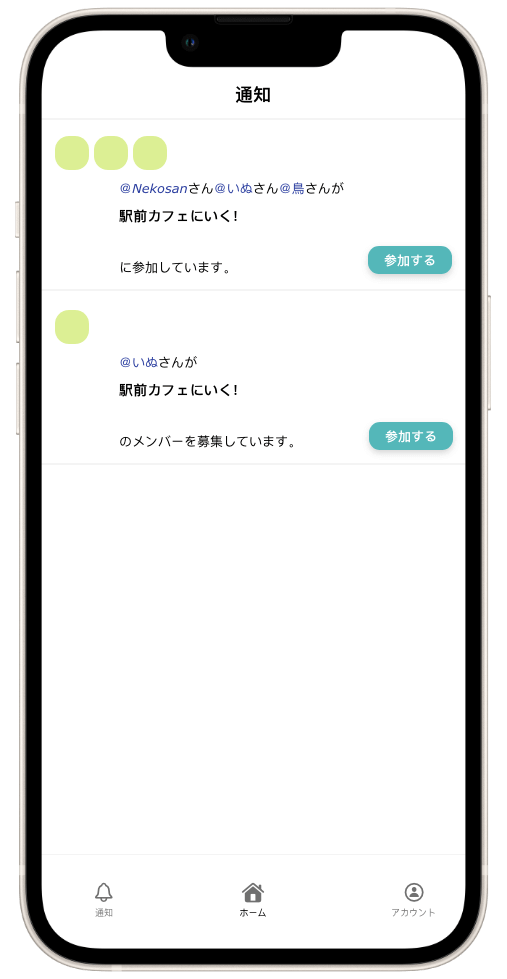 通知
@Nekosanさん@いぬさん@鳥さんが
駅前カフェにいく!
に参加しています。
参加する
@いぬさんが
駅前カフェにいく!
のメンバーを募集しています。
参加する
通知
ホーム
アカウント